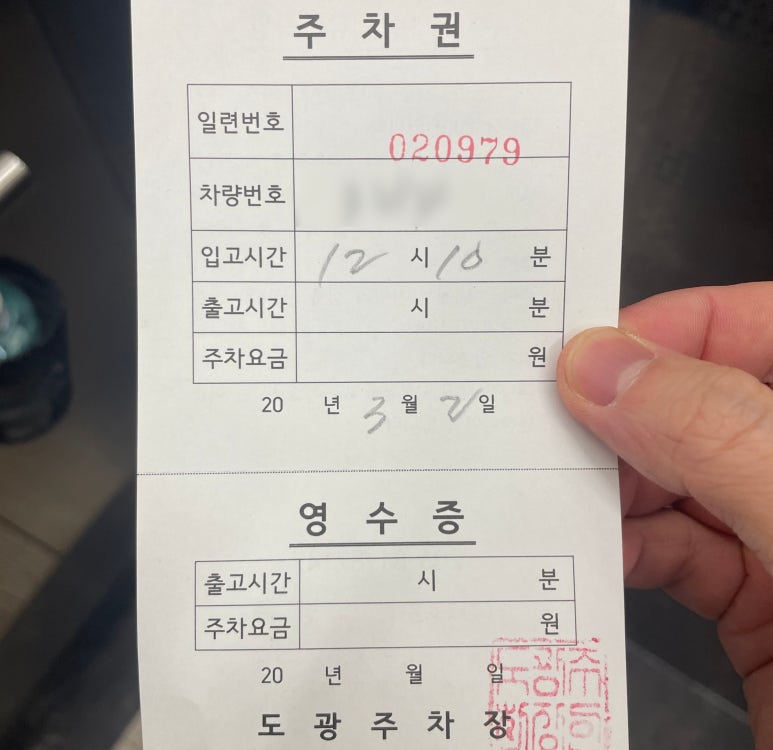 주 차 권
일련번호 020979
차량번호
입고시간 12 시 10 분
출고시간 시 분
주차요금 원
20 년 3 월 2 일
영 수 증
출고시간 시 분
주차요금 원
20 년 월 일
도 광 주 차 장